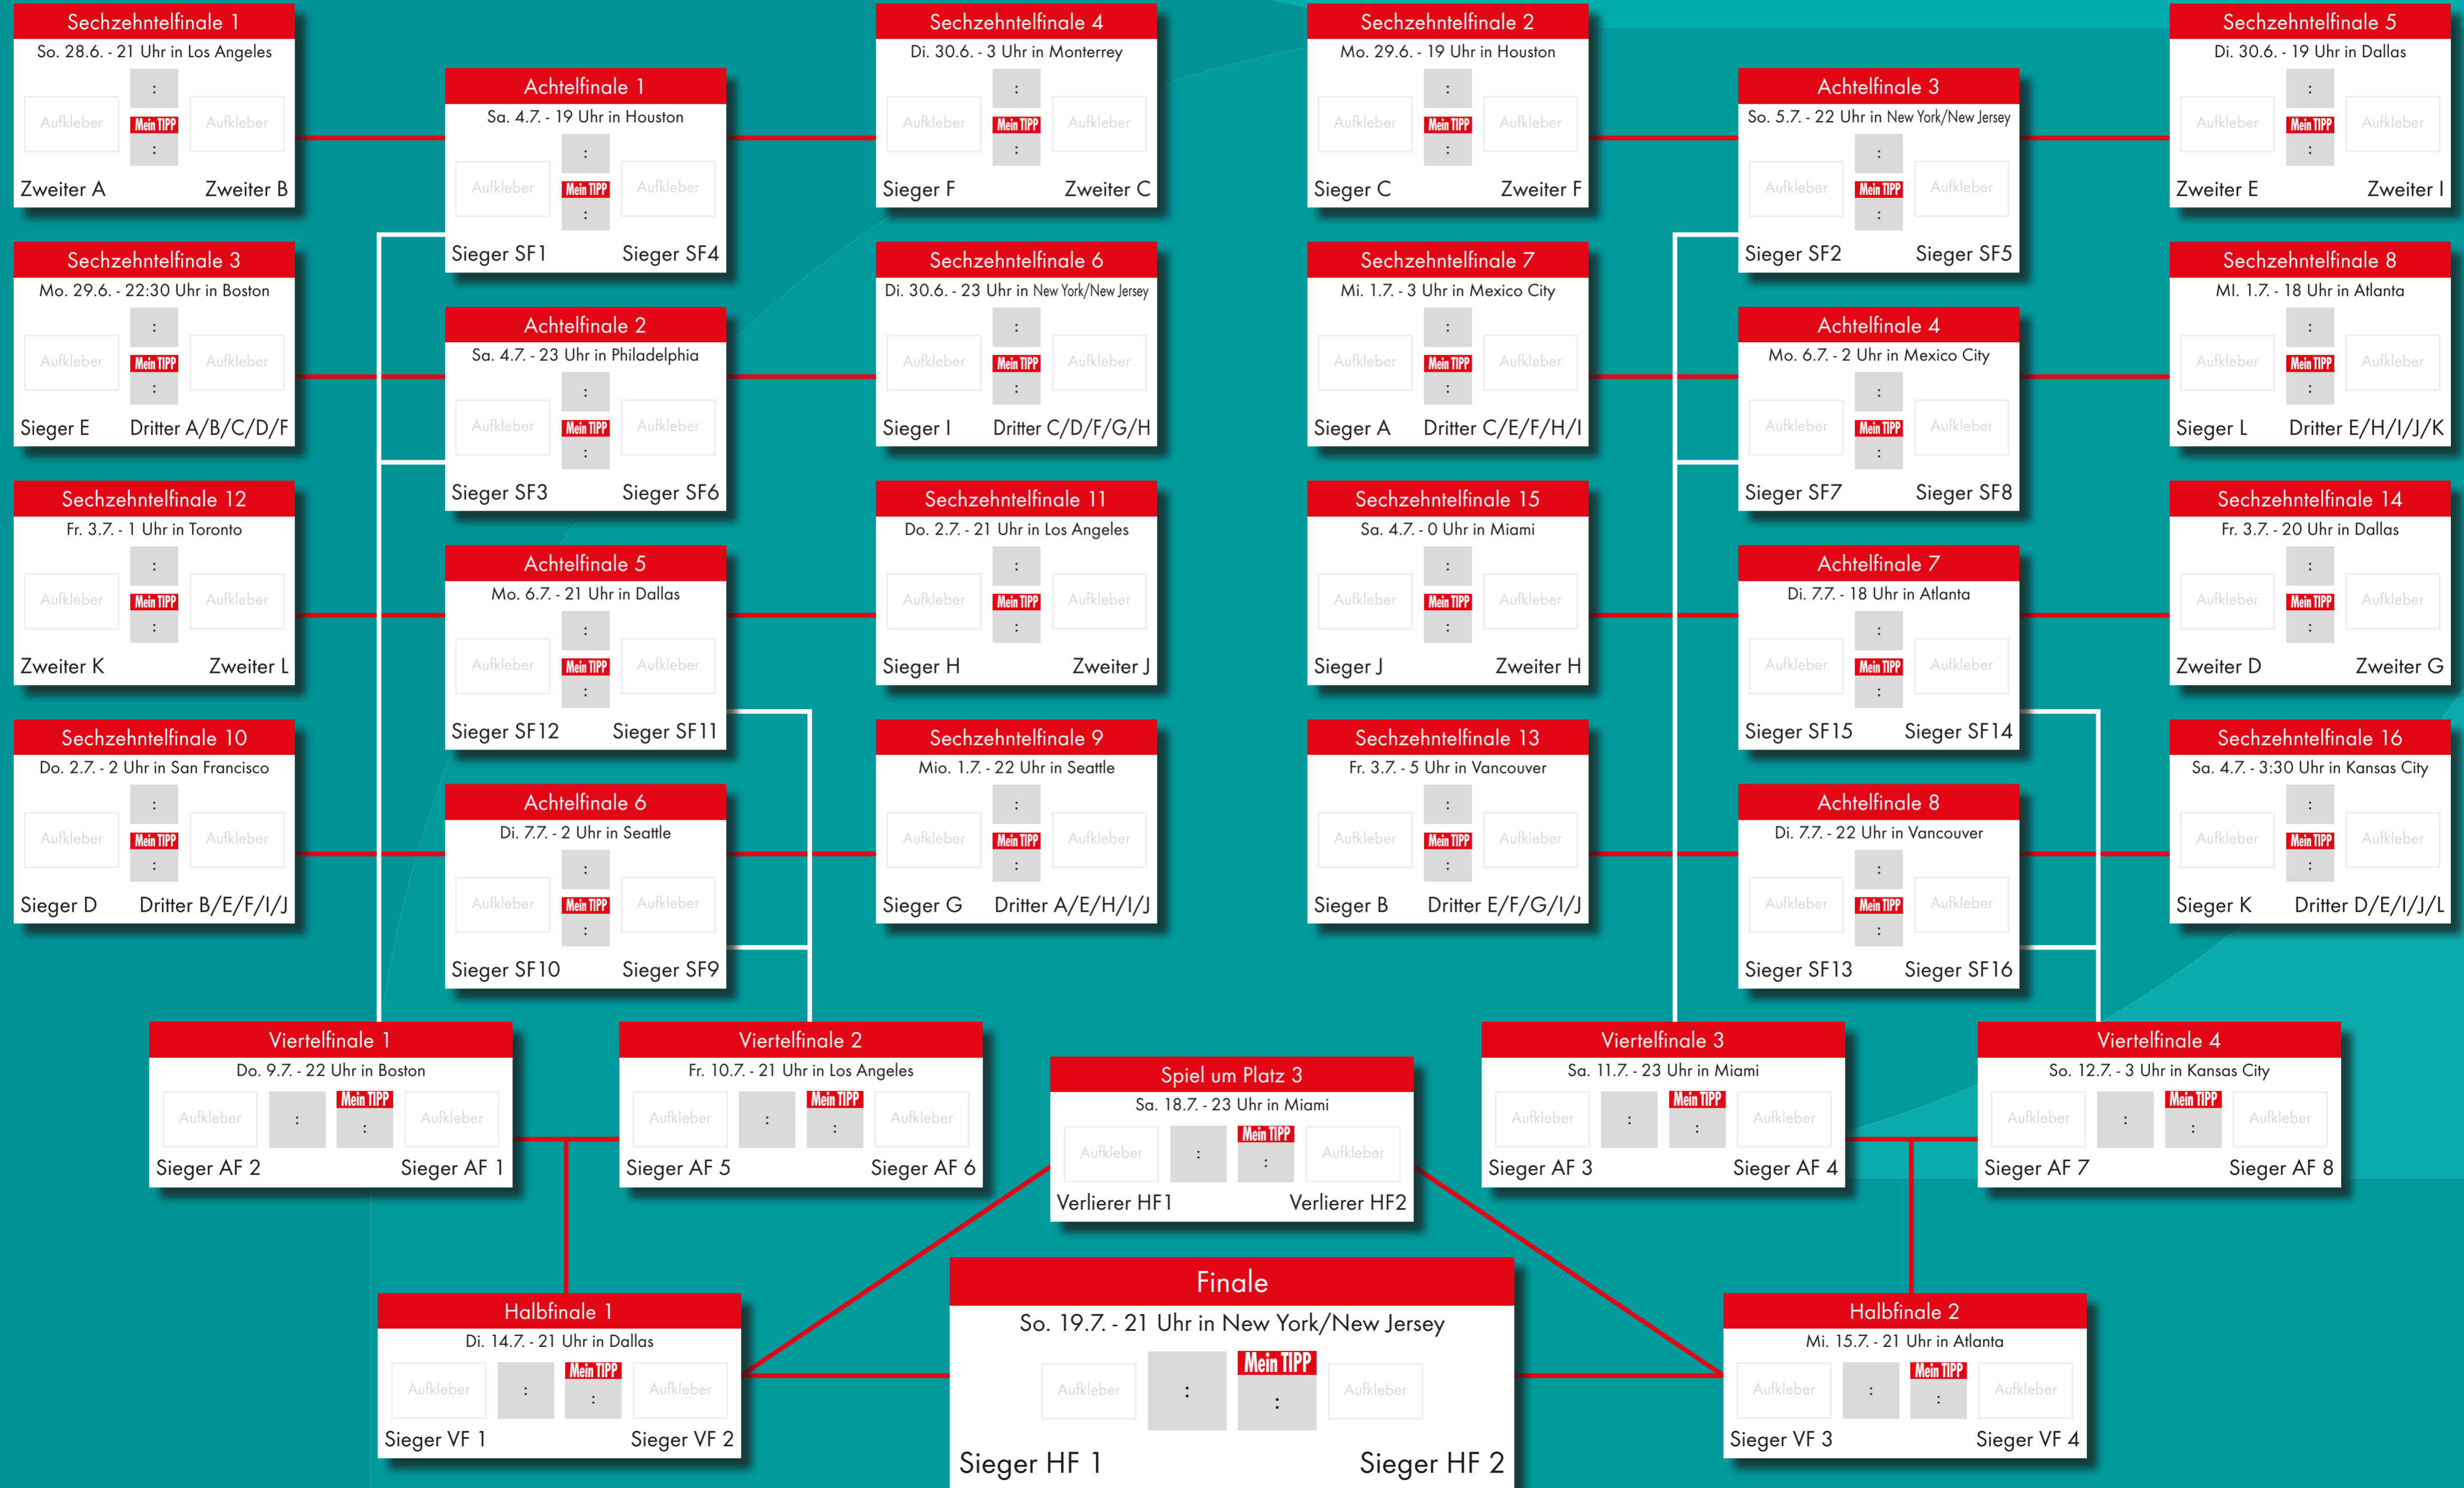 Sechzehntelfinale 1
So. 28.6. - 21 Uhr in Los Angeles
:
Aufkleber Mein TIPP Aufkleber
:
Zweiter A Zweiter B
Sechzehntelfinale 3
Mo. 29.6. - 22:30 Uhr in Boston
:
Aufkleber Mein TIPP Aufkleber
:
Sieger E Dritter A/B/C/D/F
Sechzehntelfinale 12
Fr. 3.7. - 1 Uhr in Toronto
:
Aufkleber Mein TIPP Aufkleber
:
Zweiter K Zweiter L
Sechzehntelfinale 10
Do. 2.7. - 2 Uhr in San Francisco
:
Aufkleber Mein TIPP Aufkleber
:
Sieger D Dritter B/E/F/I/J
Achtelfinale 1
Sa. 4.7. - 19 Uhr in Houston
:
Aufkleber Mein TIPP Aufkleber
:
Sieger SF1 Sieger SF4
Achtelfinale 2
Sa. 4.7. - 23 Uhr in Philadelphia
:
Aufkleber Mein TIPP Aufkleber
:
Sieger SF3 Sieger SF6
Achtelfinale 5
Mo. 6.7. - 21 Uhr in Dallas
:
Aufkleber Mein TIPP Aufkleber
:
Sieger SF12 Sieger SF11
Achtelfinale 6
Di. 7.7. - 2 Uhr in Seattle
:
Aufkleber Mein TIPP Aufkleber
:
Sieger SF10 Sieger SF9
Sechzehntelfinale 4
Di. 30.6. - 3 Uhr in Monterrey
:
Aufkleber Mein TIPP Aufkleber
:
Sieger F Zweiter C
Sechzehntelfinale 6
Di. 30.6. - 23 Uhr in New York/New Jersey
:
Aufkleber Mein TIPP Aufkleber
:
Sieger I Dritter C/D/F/G/H
Sechzehntelfinale 11
Do. 2.7. - 21 Uhr in Los Angeles
:
Aufkleber Mein TIPP Aufkleber
:
Sieger H Zweiter J
Sechzehntelfinale 9
Mio. 1.7. - 22 Uhr in Seattle
:
Aufkleber Mein TIPP Aufkleber
:
Sieger G Dritter A/E/H/I/J
Sechzehntelfinale 2
Mo. 29.6. - 19 Uhr in Houston
:
Aufkleber Mein TIPP Aufkleber
:
Sieger C Zweiter F
Sechzehntelfinale 7
Mi. 1.7. - 3 Uhr in Mexico City
:
Aufkleber Mein TIPP Aufkleber
:
Sieger A Dritter C/E/F/H/I
Sechzehntelfinale 15
Sa. 4.7. - 0 Uhr in Miami
:
Aufkleber Mein TIPP Aufkleber
:
Sieger J Zweiter H
Sechzehntelfinale 13
Fr. 3.7. - 5 Uhr in Vancouver
:
Aufkleber Mein TIPP Aufkleber
:
Sieger B Dritter E/F/G/I/J
Achtelfinale 3
So. 5.7. - 22 Uhr in New York/New Jersey
:
Aufkleber Mein TIPP Aufkleber
:
Sieger SF2 Sieger SF5
Achtelfinale 4
Mo. 6.7. - 2 Uhr in Mexico City
:
Aufkleber Mein TIPP Aufkleber
:
Sieger SF7 Sieger SF8
Achtelfinale 7
Di. 7.7. - 18 Uhr in Atlanta
:
Aufkleber Mein TIPP Aufkleber
:
Sieger SF15 Sieger SF14
Achtelfinale 8
Di. 7.7. - 22 Uhr in Vancouver
:
Aufkleber Mein TIPP Aufkleber
:
Sieger SF13 Sieger SF16
Sechzehntelfinale 5
Di. 30.6. - 19 Uhr in Dallas
:
Aufkleber Mein TIPP Aufkleber
:
Zweiter E Zweiter I
Sechzehntelfinale 8
MI. 1.7. - 18 Uhr in Atlanta
:
Aufkleber Mein TIPP Aufkleber
:
Sieger L Dritter E/H/I/J/K
Sechzehntelfinale 14
Fr. 3.7. - 20 Uhr in Dallas
:
Aufkleber Mein TIPP Aufkleber
:
Zweiter D Zweiter G
Sechzehntelfinale 16
Sa. 4.7. - 3:30 Uhr in Kansas City
:
Aufkleber Mein TIPP Aufkleber
:
Sieger K Dritter D/E/I/J/L
Viertelfinale 1
Do. 9.7. - 22 Uhr in Boston
Mein TIPP
Aufkleber : : Aufkleber
Sieger AF 2 Sieger AF 1
Viertelfinale 2
Fr. 10.7. - 21 Uhr in Los Angeles
Mein TIPP
Aufkleber : : Aufkleber
Sieger AF 5 Sieger AF 6
Spiel um Platz 3
Sa. 18.7. - 23 Uhr in Miami
Mein TIPP
Aufkleber : : Aufkleber
Verlierer HF1 Verlierer HF2
Viertelfinale 3
Sa. 11.7. - 23 Uhr in Miami
Mein TIPP
Aufkleber : : Aufkleber
Sieger AF 3 Sieger AF 4
Viertelfinale 4
So. 12.7. - 3 Uhr in Kansas City
Mein TIPP
Aufkleber : : Aufkleber
Sieger AF 7 Sieger AF 8
Halbfinale 1
Di. 14.7. - 21 Uhr in Dallas
Mein TIPP
Aufkleber : : Aufkleber
Sieger VF 1 Sieger VF 2
Finale
So. 19.7. - 21 Uhr in New York/New Jersey
Mein TIPP
Aufkleber : : Aufkleber
Sieger HF 1 Sieger HF 2
Halbfinale 2
Mi. 15.7. - 21 Uhr in Atlanta
Mein TIPP
Aufkleber : : Aufkleber
Sieger VF 3 Sieger VF 4